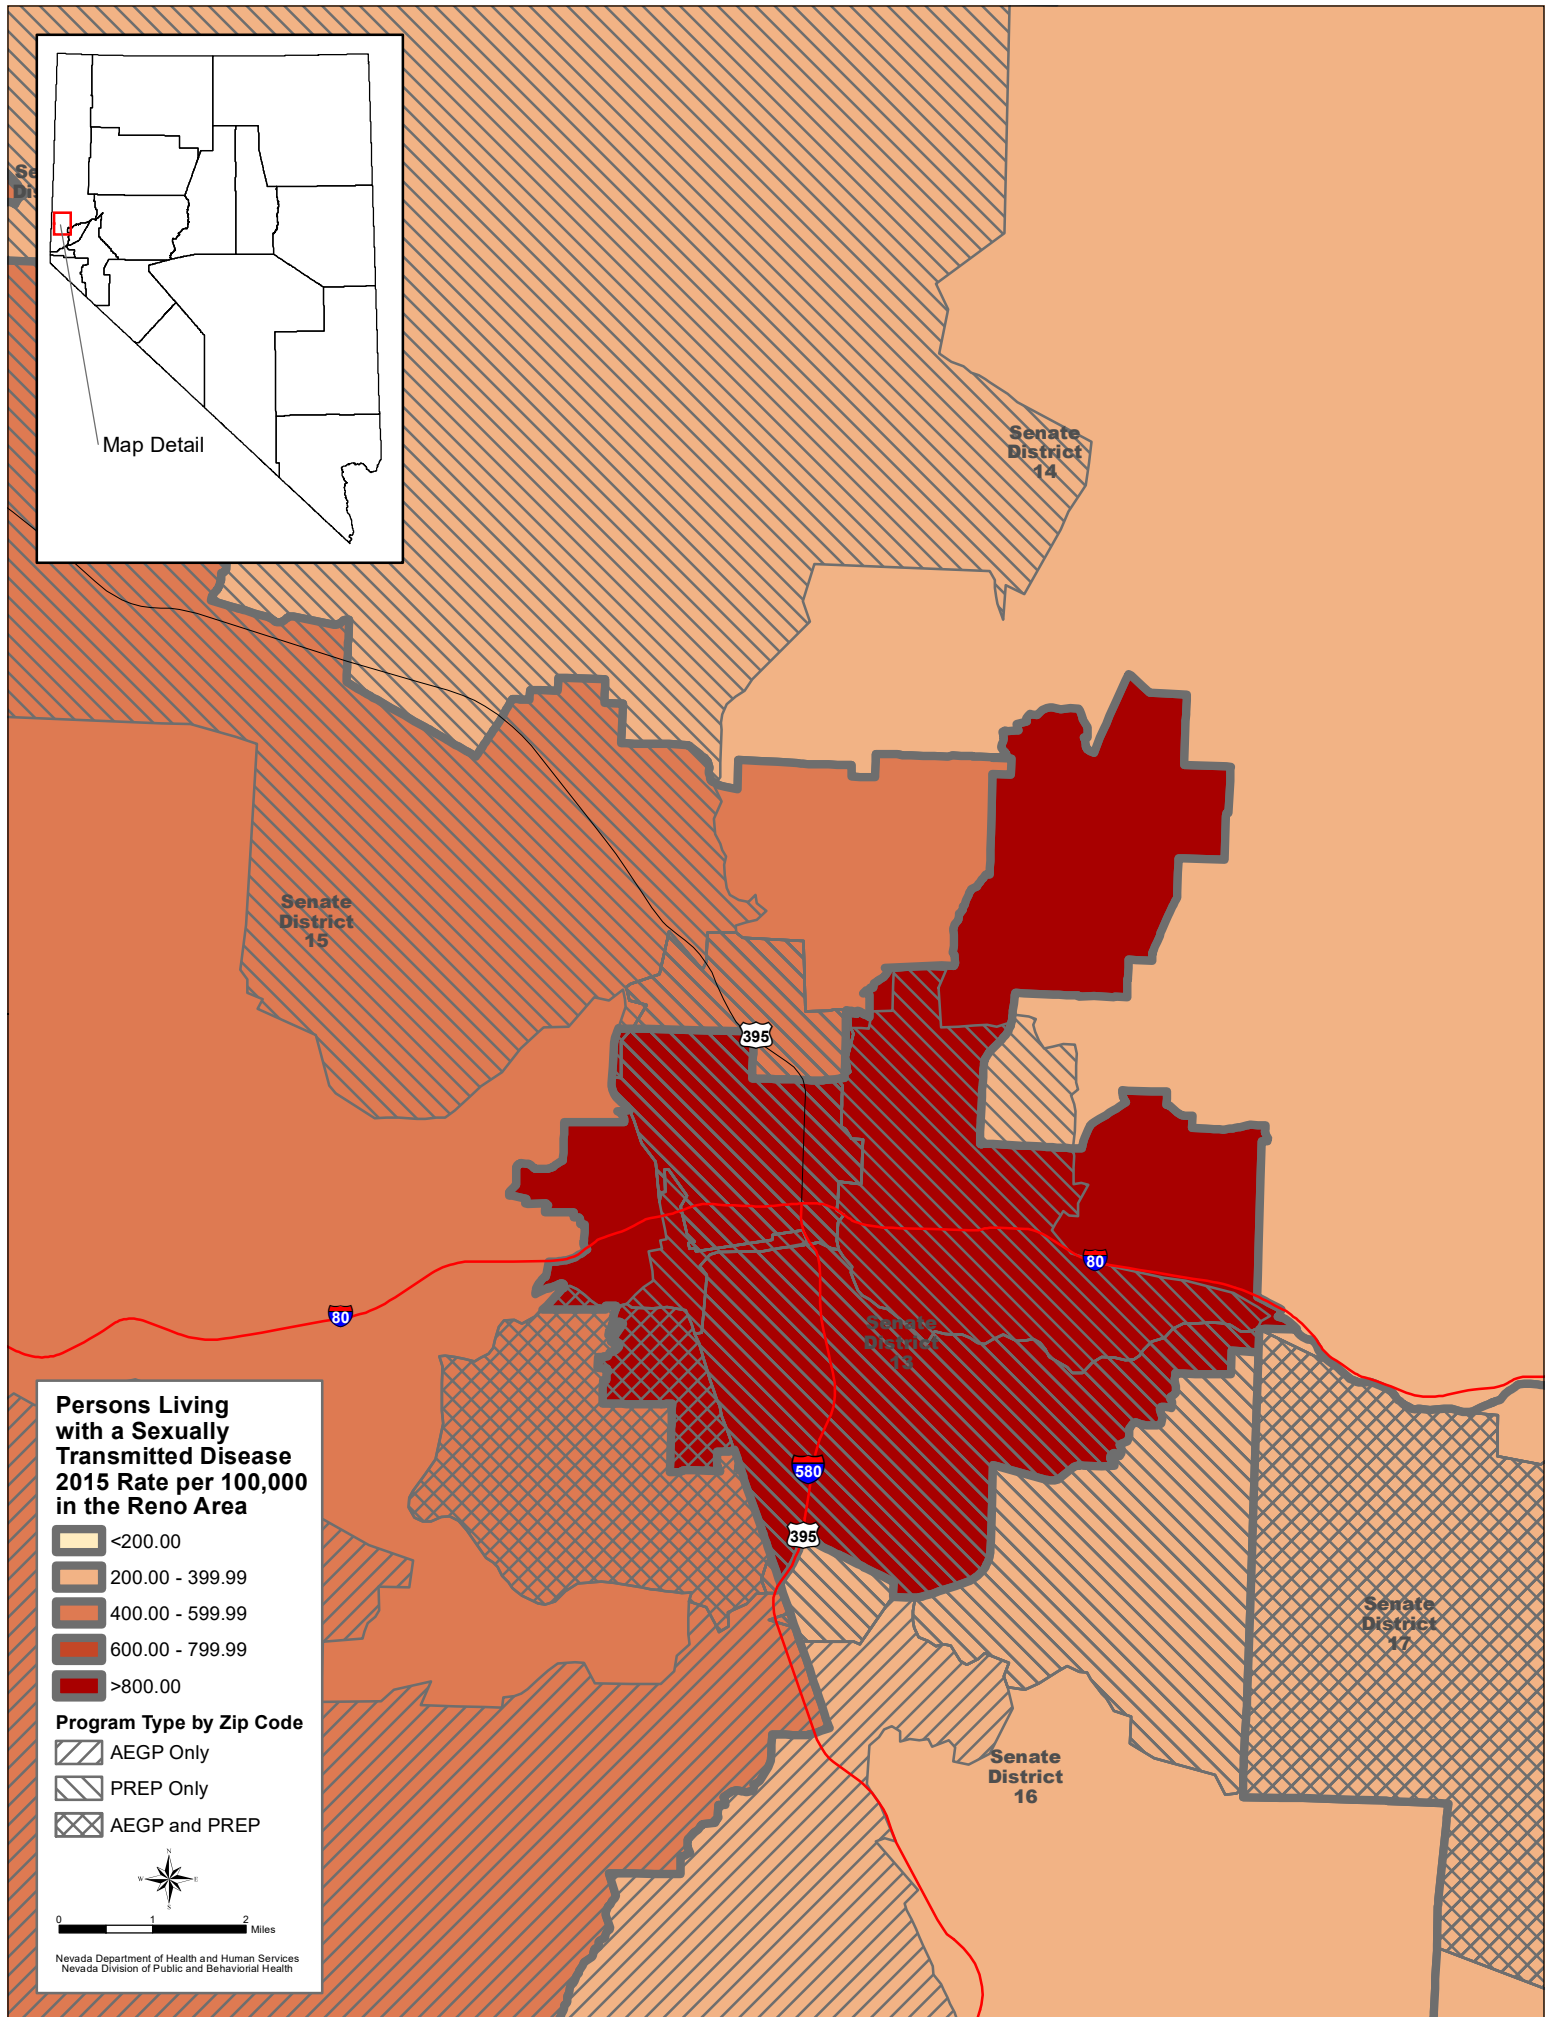 Se
Dis
Map Detail
Senate
District
14
Senate
District
15
395
80
80
Senate
District
13
580
395
Senate
District
17
Senate
District
16
Persons Living
with a Sexually
Transmitted Disease
2015 Rate per 100,000
in the Reno Area
<200.00
200.00 - 399.99
400.00 - 599.99
600.00 - 799.99
>800.00
Program Type by Zip Code
AEGP Only
PREP Only
AEGP and PREP
N
W E
S
0 1 2
Miles
Nevada Department of Health and Human Services
Nevada Division of Public and Behaviorial Health